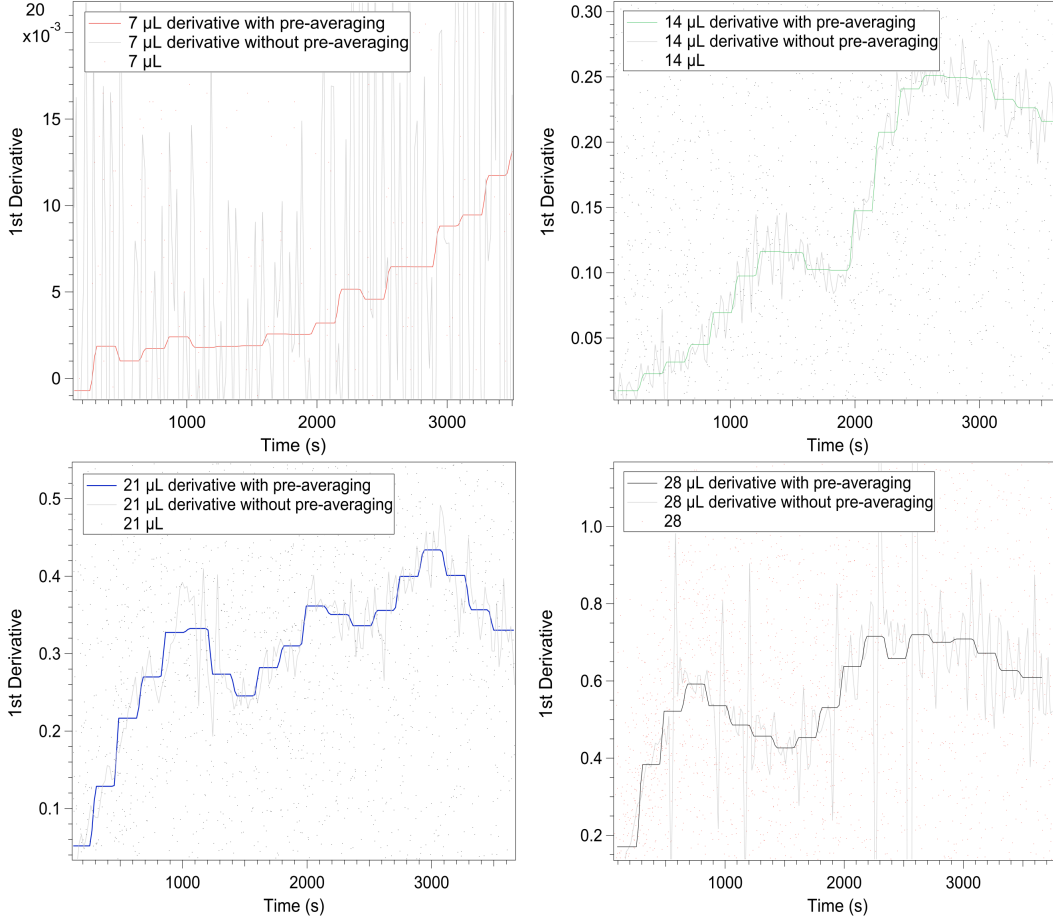 20
x10-3
7 µL derivative with pre-averaging
7 µL derivative without pre-averaging
7 µL
15
10
5
0
1st Derivative
1000
2000
3000
Time (s)
0.30
14 µL derivative with pre-averaging
14 µL derivative without pre-averaging
14 µL
0.25
0.20
0.15
0.10
0.05
1st Derivative
1000
2000
3000
Time (s)
21 µL derivative with pre-averaging
21 µL derivative without pre-averaging
21 µL
0.5
0.4
0.3
0.2
0.1
1st Derivative
1000
2000
3000
Time (s)
28 µL derivative with pre-averaging
28 µL derivative without pre-averaging
28
1.0
0.8
0.6
0.4
0.2
1st Derivative
1000
2000
3000
Time (s)